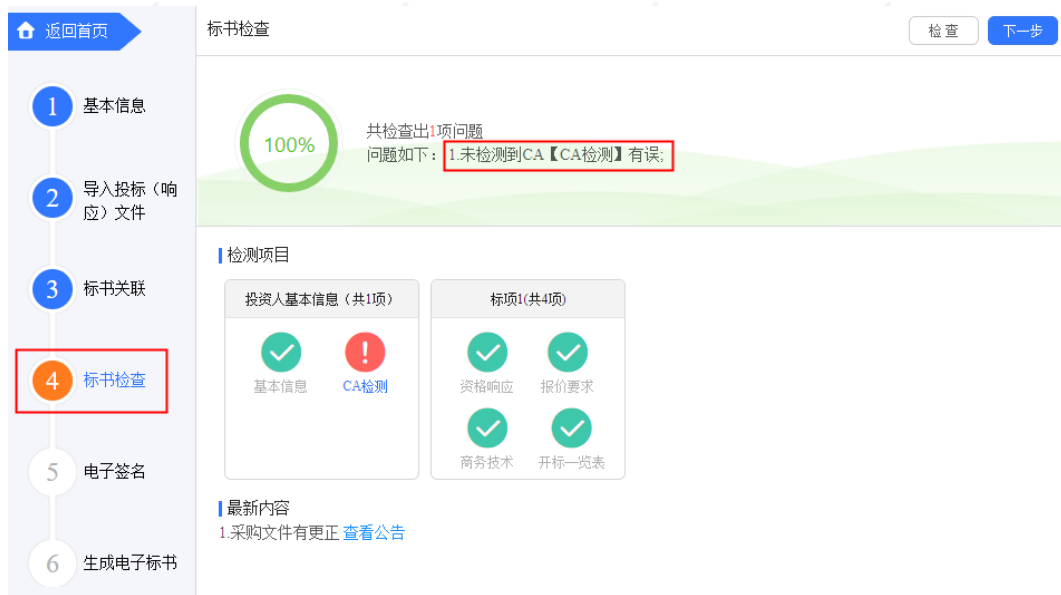 返回首页
标书检查
检 查
下一步
1
基本信息
2
导入投标（响
应）文件
3
标书关联
4
标书检查
5
电子签名
6
生成电子标书
100%
共检查出1项问题
问题如下：1.未检测到CA【CA检测】有误;
检测项目
投资人基本信息（共1项）
基本信息
CA检测
标项1(共4项)
资格响应
报价要求
商务技术
开标一览表
最新内容
1.采购文件有更正 查看公告